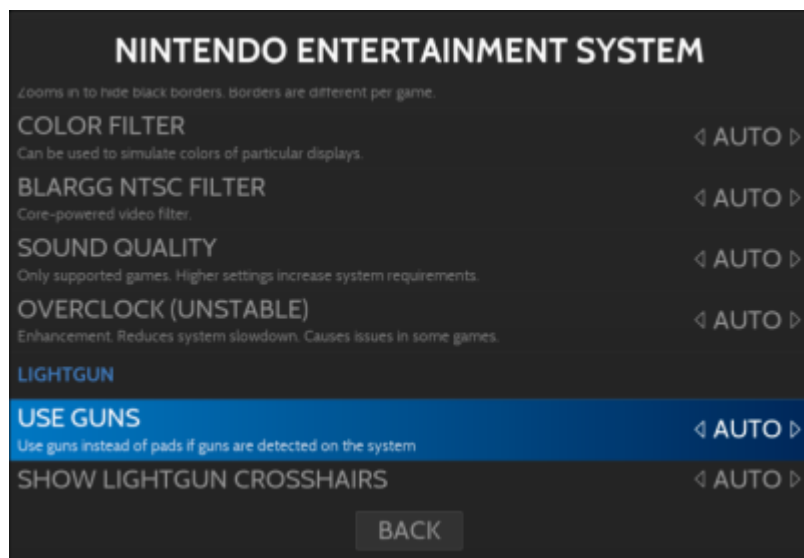 NINTENDO ENTERTAINMENT SYSTEM
Zooms in to hide black borders. Borders are different per game.
COLOR FILTER
AUTO
Can be used to simulate colors of particular displays.
BLARGG NTSC FILTER
AUTO
Core-powered video filter.
SOUND QUALITY
AUTO
Only supported games. Higher settings increase system requirements.
OVERCLOCK (UNSTABLE)
AUTO
Enhancement. Reduces system slowdown. Causes issues in some games.
LIGHTGUN
USE GUNS
AUTO
Use guns instead of pads if guns are detected on the system
SHOW LIGHTGUN CROSSHAIRS
AUTO
BACK